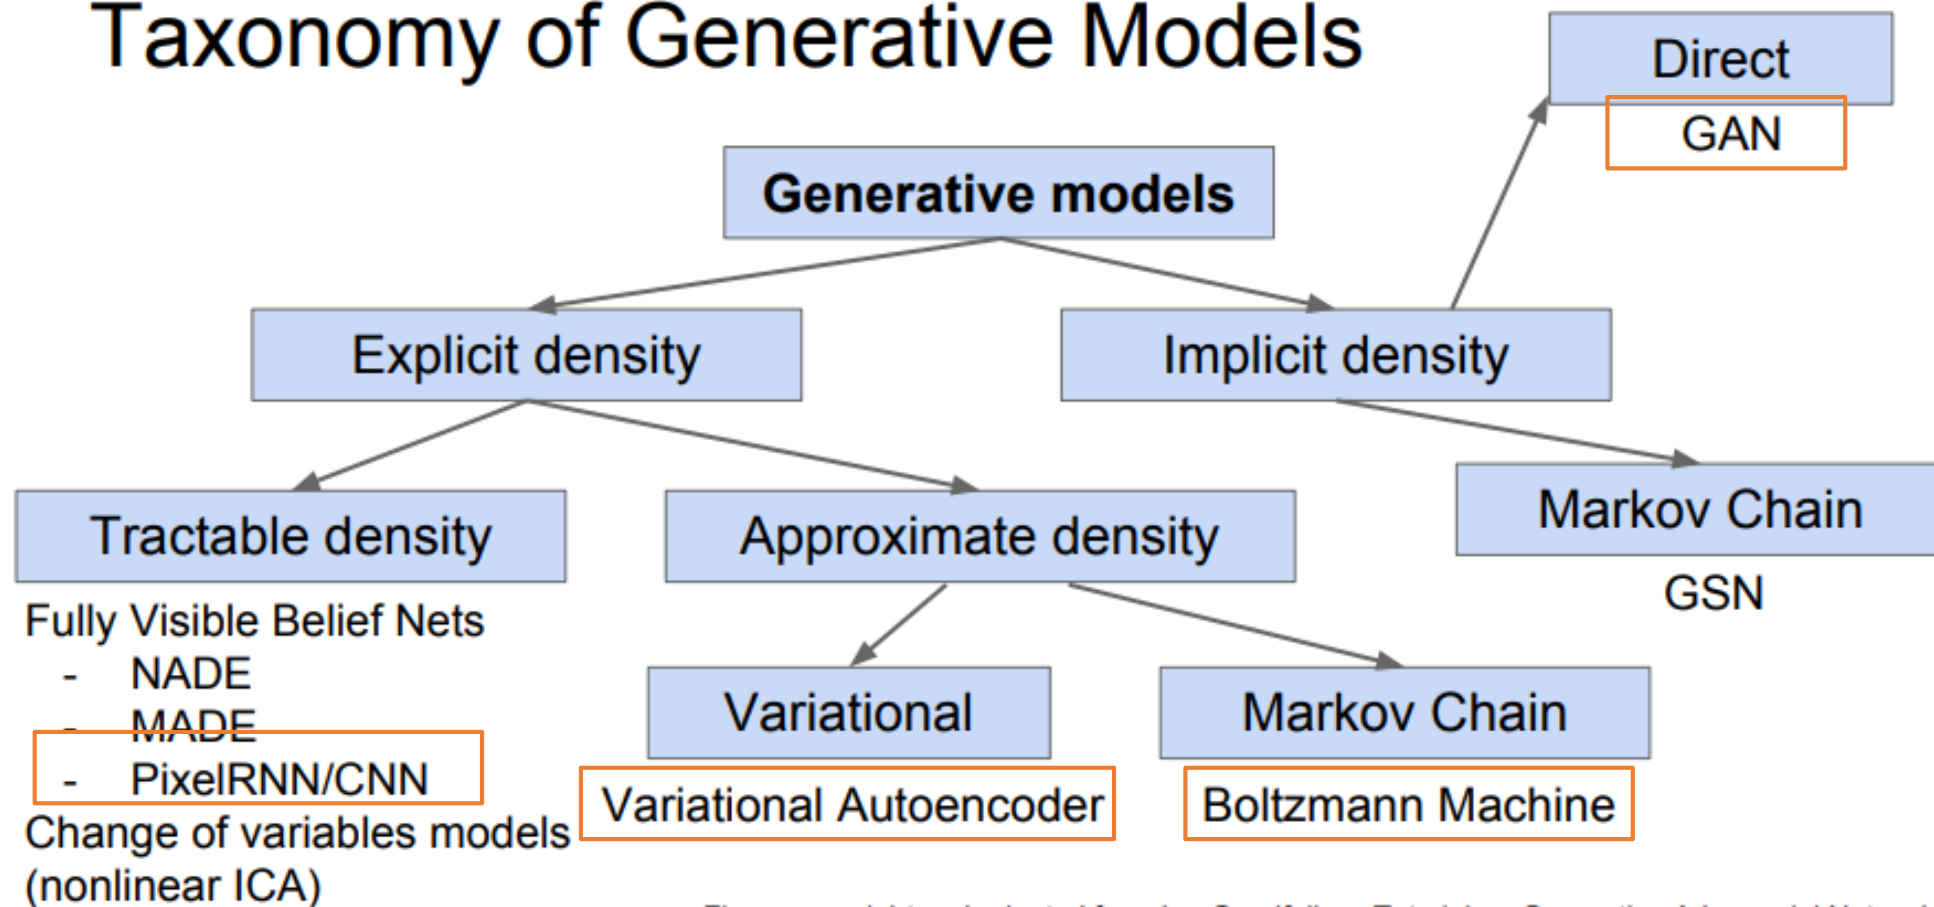 Taxonomy of Generative Models
Direct
GAN
Generative models
Explicit density
Implicit density
Tractable density
Approximate density
Markov Chain
GSN
Fully Visible Belief Nets
- NADE
- MADE
- PixelRNN/CNN
Change of variables models
(nonlinear ICA)
Variational
Markov Chain
Variational Autoencoder
Boltzmann Machine